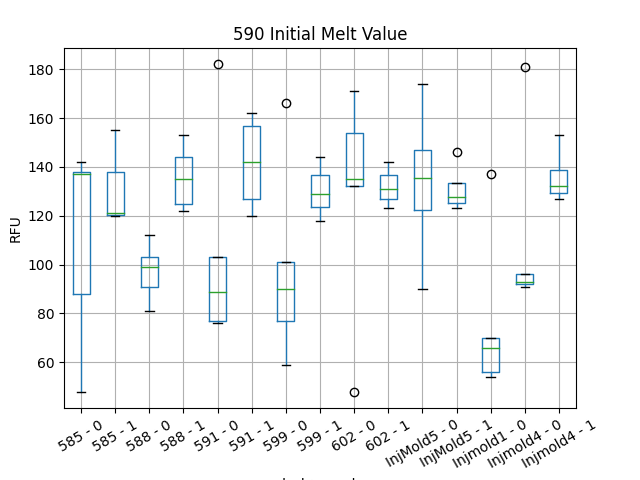 590 Initial Melt Value
RFU
180
160
140
120
100
80
60
585 - 0
585 - 1
588 - 0
588 - 1
591 - 0
591 - 1
599 - 0
599 - 1
602 - 0
602 - 1
InjMold5 - 0
InjMold5 - 1
Injmold1 - 0
Injmold4 - 0
Injmold4 - 1